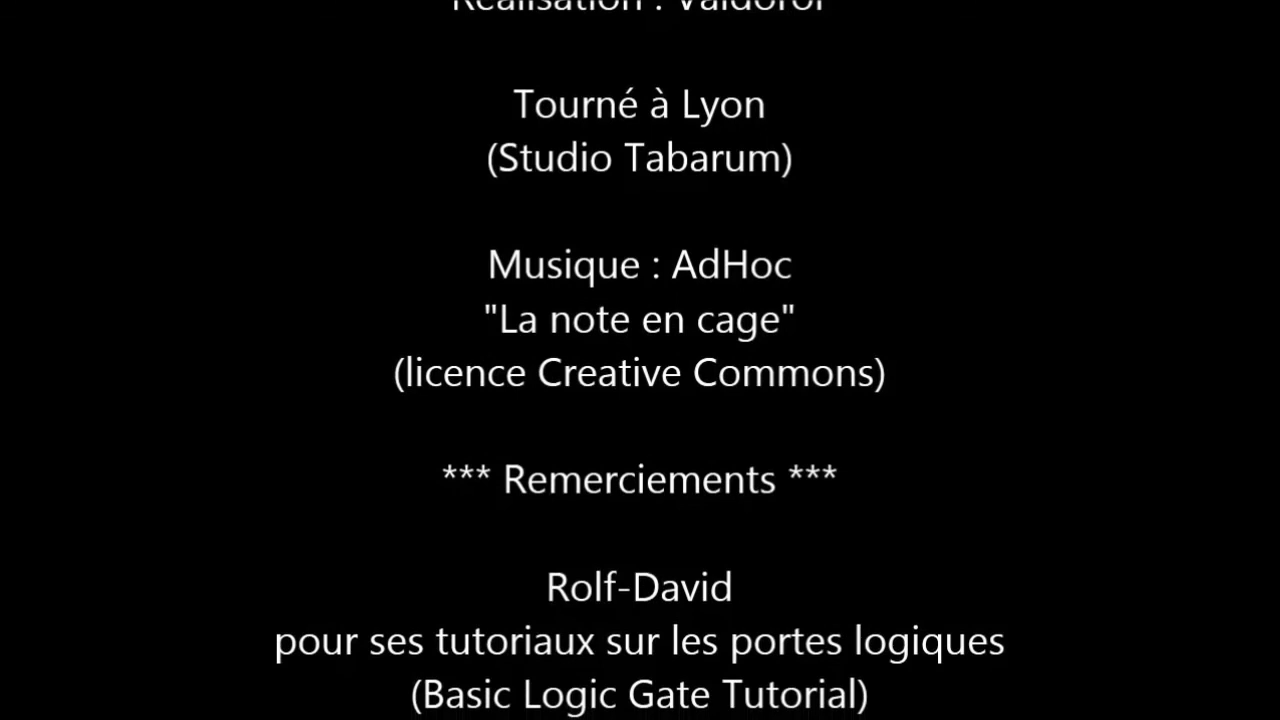 Réalisation :
Tourné à Lyon
(Studio Tabarum)
Musique : AdHoc
"La note en cage"
(licence Creative Commons)
*** Remerciements ***
Rolf-David
pour ses tutoriaux sur les portes logiques
(Basic Logic Gate Tutorial)